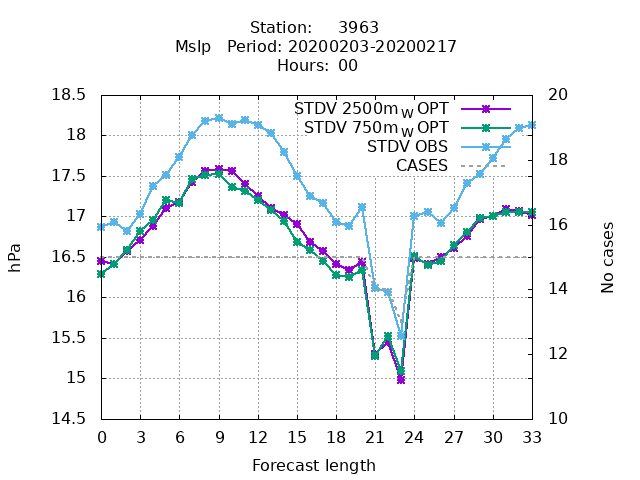 Station: 3963
Mslp Period: 20200203-20200217
Hours: 00
STDV 2500m W OPT
STDV 750m W OPT
STDV OBS
CASES
18.5
18
17.5
17
16.5
16
15.5
15
14.5
20
18
16
14
12
10
hPa
No cases
0 3 6 9 12 15 18 21 24 27 30 33
Forecast length